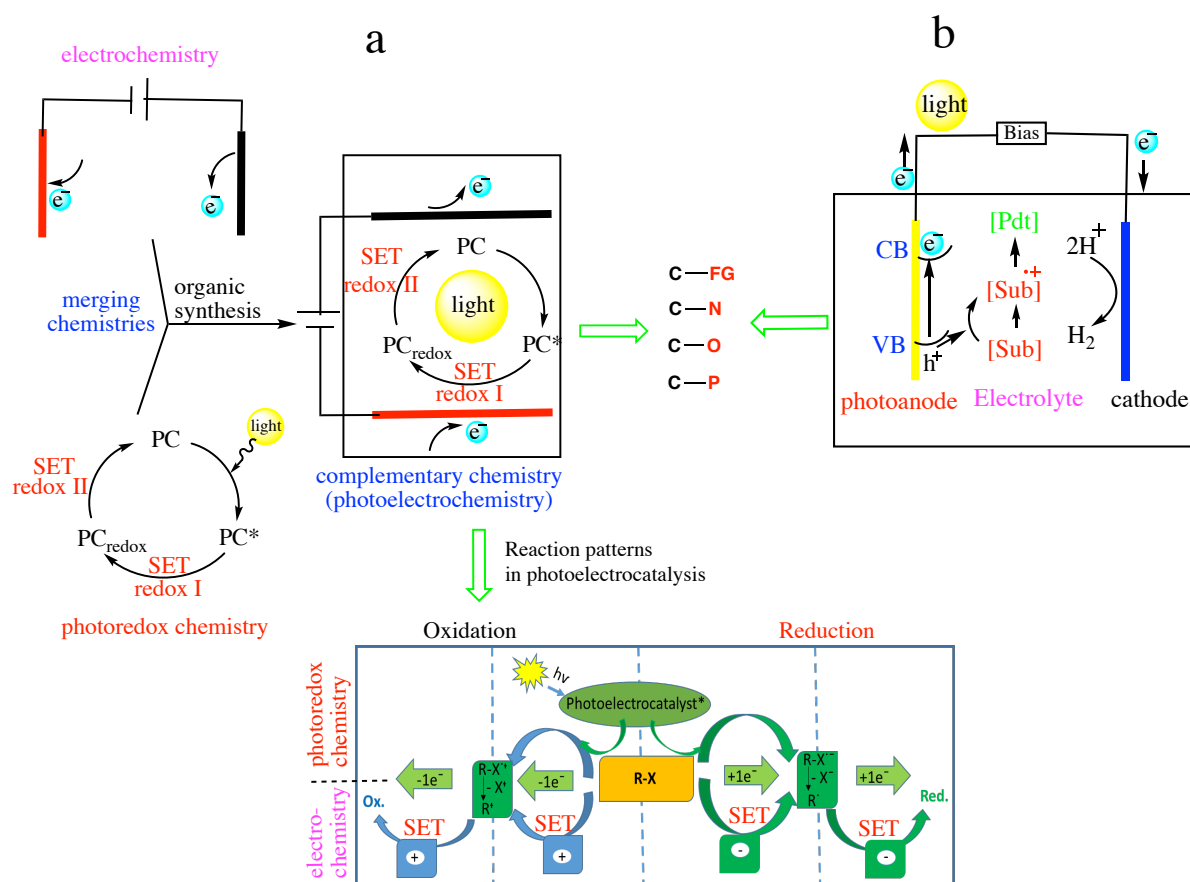 a
b
electrochemistry
e⁻
e⁻
merging
chemistries
organic
synthesis
PC
light
SET
redox II
PC_redox
PC*
SET
redox I
photoredox chemistry
e⁻
SET
redox II
PC
light
PC_redox
PC*
SET
redox I
e⁻
complementary chemistry
(photoelectrochemistry)
C—FG
C—N
C—O
C—P
light
Bias
e⁻
e⁻
CB
e⁻
[Pdt]
2H⁺
[Sub]•⁺
VB
h⁺
[Sub]
H₂
photoanode
Electrolyte
cathode
Reaction patterns
in photoelectrocatalysis
Oxidation
Reduction
photoredox
chemistry
electro-
chemistry
hv
Photoelectrocatalyst*
-1e⁻
R-X·⁺
- X⁺
R⁺
-1e⁻
R-X
+1e⁻
R-X·⁻
- X⁻
R·
+1e⁻
Ox.
SET
SET
SET
SET
Red.
+
+
-
-